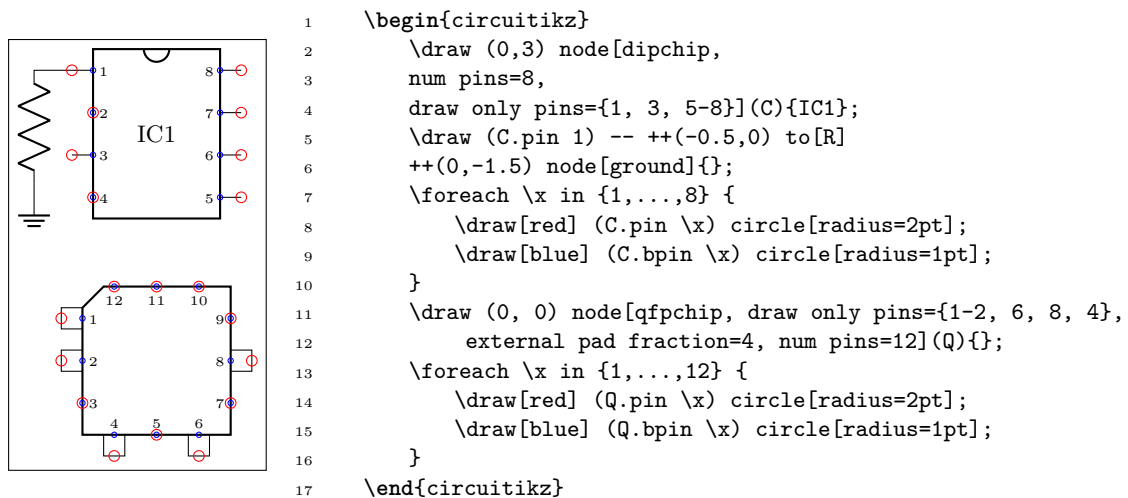 1
8
2
7
IC1
3
6
4
5
12 11 10
1
9
2
8
3
7
4 5 6
1 \begin{circuitikz}
2 \draw (0,3) node[dipchip,
3 num pins=8,
4 draw only pins={1, 3, 5-8}](C){IC1};
5 \draw (C.pin 1) -- ++(-0.5,0) to[R]
6 ++(0,-1.5) node[ground]{};
7 \foreach \x in {1,...,8} {
8 \draw[red] (C.pin \x) circle[radius=2pt];
9 \draw[blue] (C.bpin \x) circle[radius=1pt];
10 }
11 \draw (0, 0) node[qfpchip, draw only pins={1-2, 6, 8, 4},
12 external pad fraction=4, num pins=12](Q){};
13 \foreach \x in {1,...,12} {
14 \draw[red] (Q.pin \x) circle[radius=2pt];
15 \draw[blue] (Q.bpin \x) circle[radius=1pt];
16 }
17 \end{circuitikz}